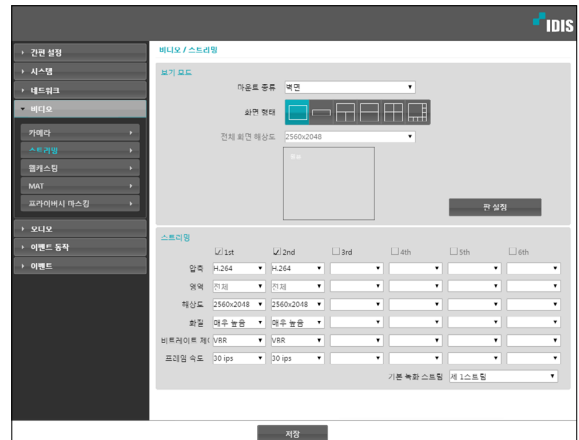 IDIS
간편 설정
시스템
네트워크
비디오
카메라
스트리밍
웹캐스팅
MAT
프라이버시 마스킹
오디오
이벤트 동작
이벤트
비디오 / 스트리밍
보기 모드
마운트 종류 벽면
화면 형태
전체 화면 해상도 2560x2048
판 설정
스트리밍
1st 2nd 3rd 4th 5th 6th
압축 H.264 H.264
영역 전체 전체
해상도 2560x2048 2560x2048
화질 매우 높음 매우 높음
비트레이트 제 VBR VBR
프레임 속도 30 ips 30 ips
기본 녹화 스트림 제 1스트림
저장